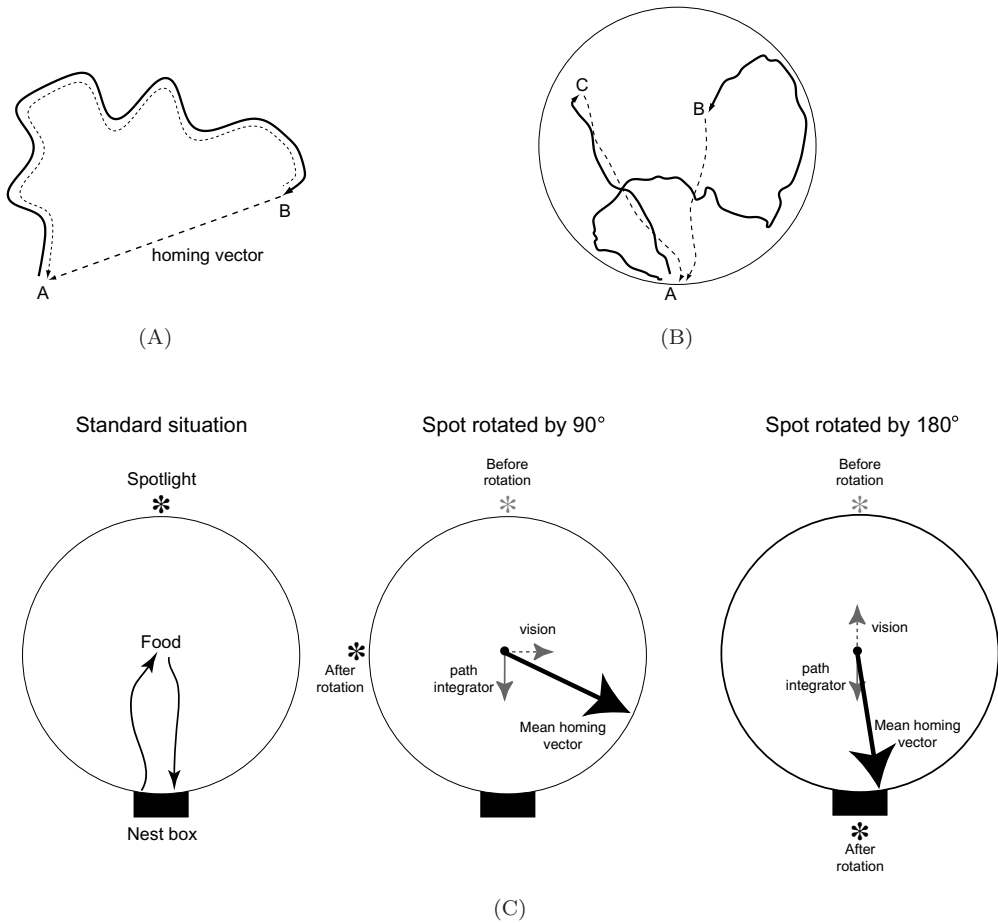 A
B
homing vector
(A)
C
B
A
(B)
Standard situation
Spotlight
*
Food
Nest box
Spot rotated by 90°
Before
rotation
*
*
After
rotation
vision
path
integrator
Mean homing
vector
Spot rotated by 180°
Before
rotation
*
vision
path
integrator
Mean homing
vector
*
After
rotation
(C)